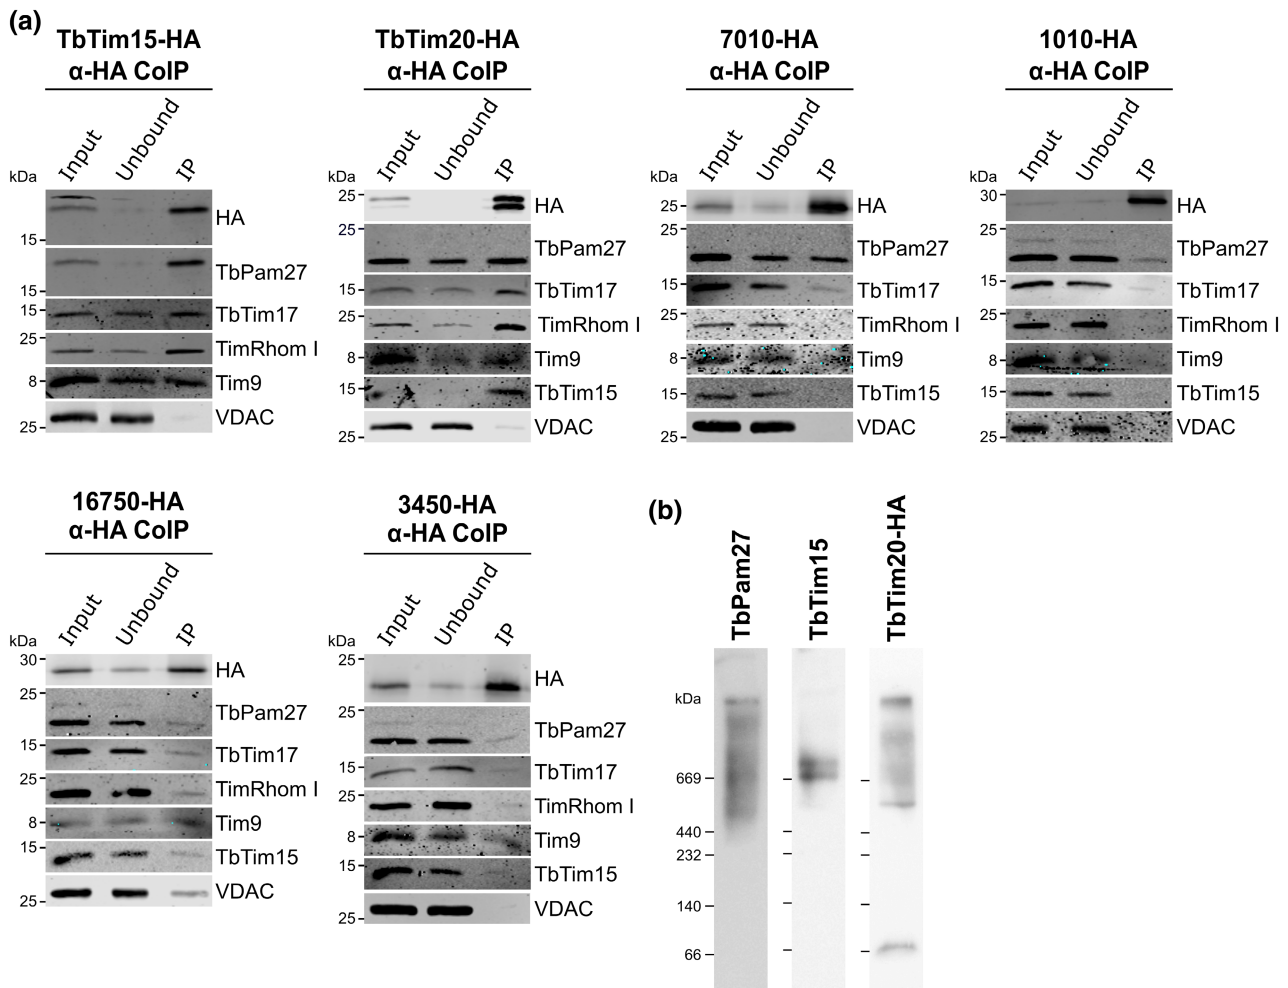 (a)
TbTim15-HA
α-HA CoIP
Input
Unbound
IP
kDa
HA
15
TbPam27
15
TbTim17
25
TimRhom I
8
Tim9
VDAC
25
TbTim20-HA
α-HA CoIP
Input
Unbound
IP
kDa
25
HA
25
TbPam27
15
TbTim17
25
TimRhom I
8
Tim9
15
TbTim15
VDAC
25
7010-HA
α-HA CoIP
Input
Unbound
IP
kDa
25
HA
25
TbPam27
15
TbTim17
25
TimRhom I
8
Tim9
15
TbTim15
VDAC
25
1010-HA
α-HA CoIP
Input
Unbound
IP
kDa
30
HA
25
TbPam27
15
TbTim17
25
TimRhom I
8
Tim9
15
TbTim15
VDAC
25
16750-HA
α-HA CoIP
Input
Unbound
IP
kDa
30
HA
25
TbPam27
15
TbTim17
25
TimRhom I
8
Tim9
15
TbTim15
VDAC
25
3450-HA
α-HA CoIP
Input
Unbound
IP
kDa
25
HA
25
TbPam27
15
TbTim17
25
TimRhom I
8
Tim9
15
TbTim15
VDAC
25
(b)
TbPam27
TbTim15
TbTim20-HA
kDa
669
440
232
140
66